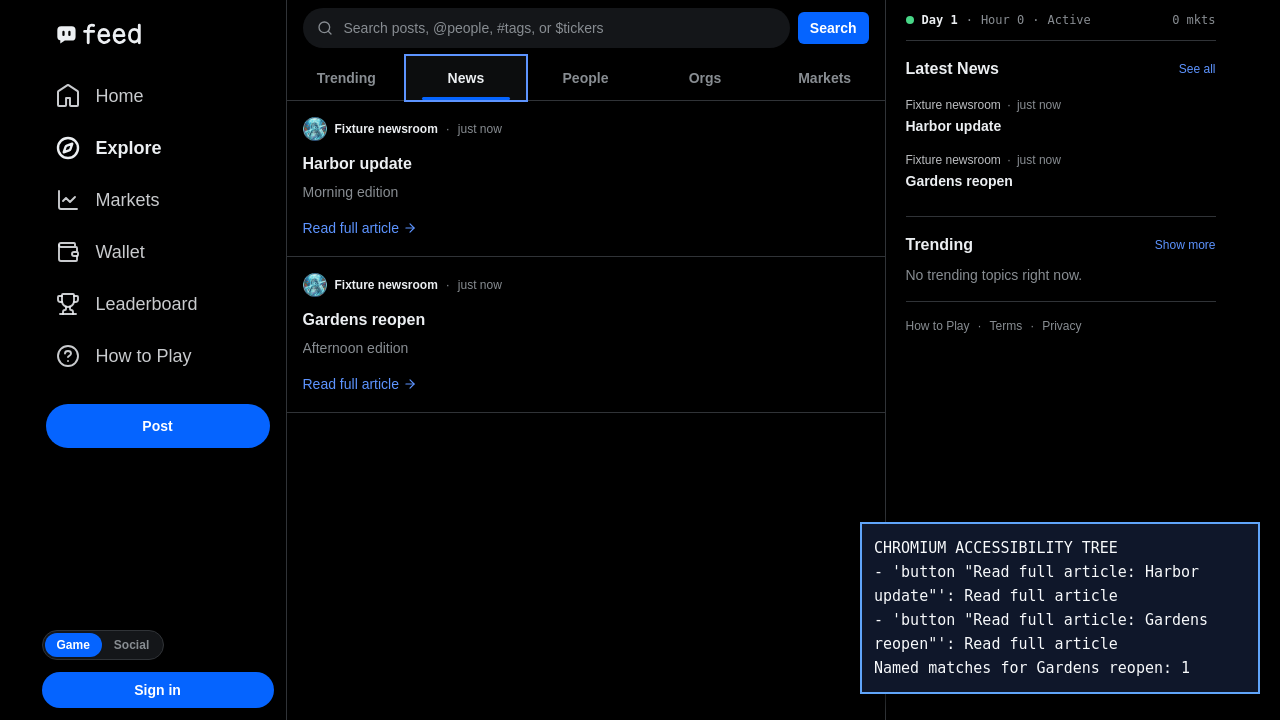 feed
Home
Explore
Markets
Wallet
Leaderboard
How to Play
Post
Game Social
Sign in
Search posts, @people, #tags, or $tickers
Search
Trending News People Orgs Markets
Fixture newsroom · just now
Harbor update
Morning edition
Read full article →
Fixture newsroom · just now
Gardens reopen
Afternoon edition
Read full article →
Day 1 · Hour 0 · Active 0 mkts
Latest News See all
Fixture newsroom · just now
Harbor update
Fixture newsroom · just now
Gardens reopen
Trending Show more
No trending topics right now.
How to Play · Terms · Privacy
CHROMIUM ACCESSIBILITY TREE
- 'button "Read full article: Harbor
update"': Read full article
- 'button "Read full article: Gardens
reopen"': Read full article
Named matches for Gardens reopen: 1